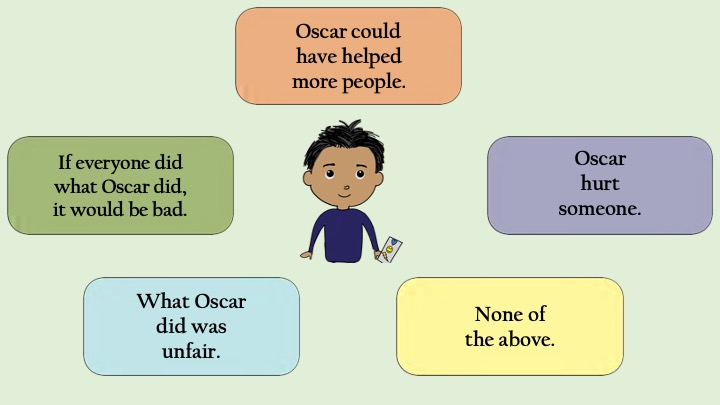 Oscar could
have helped
more people.
If everyone did
what Oscar did,
it would be bad.
Oscar
hurt
someone.
What Oscar
did was
unfair.
None of
the above.